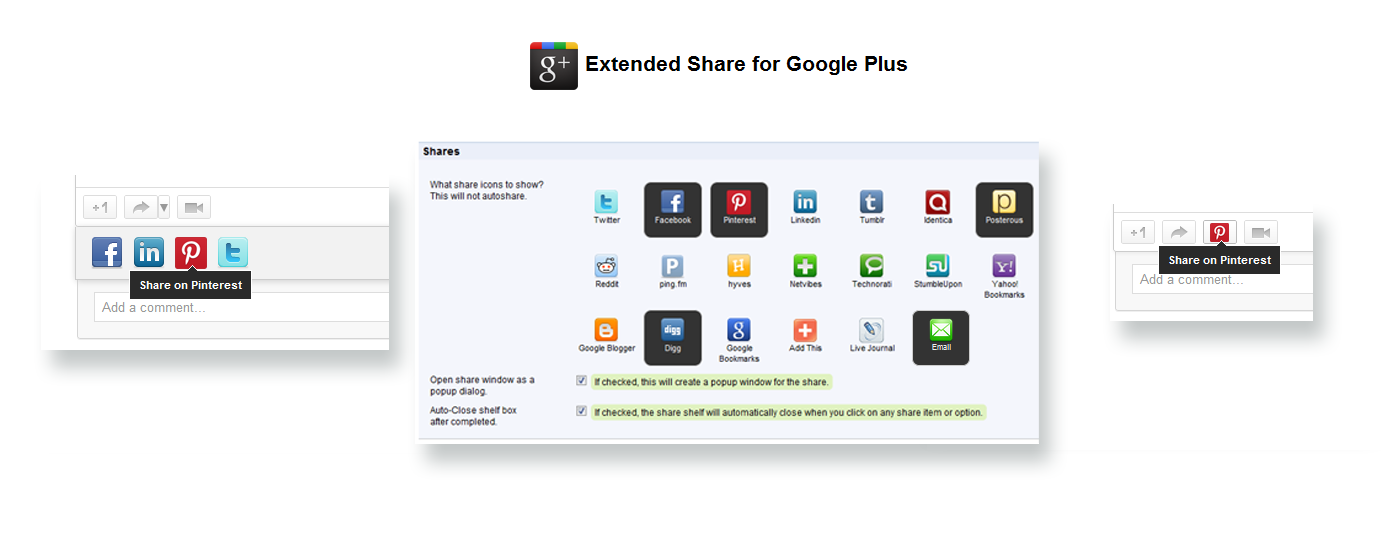 g+
Extended Share for Google Plus
+1
Share on Pinterest
Add a comment...
Shares
What share icons to show?
This will not autoshare.
Twitter
Facebook
Pinterest
Linkedin
Tumblr
Identica
Posterous
Reddit
ping.fm
hyves
Netvibes
Technorati
StumbleUpon
Yahoo!
Bookmarks
Google Blogger
digg
Digg
Google
Bookmarks
Add This
Live Journal
Email
Open share window as a
popup dialog.
If checked, this will create a popup window for the share.
Auto-Close shelf box
after completed.
If checked, the share shelf will automatically close when you click on any share item or option.
+1
Share on Pinterest
Add a comment...